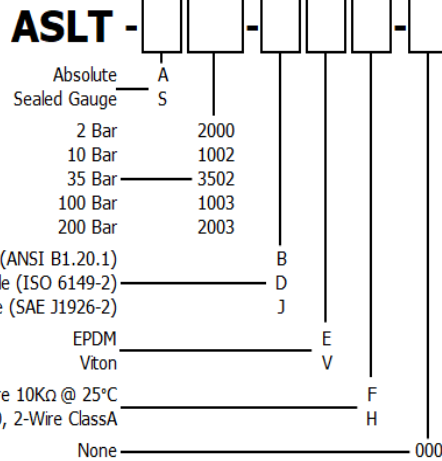 ASLT - -  -
Absolute A
Sealed Gauge S
2 Bar 2000
10 Bar 1002
35 Bar 3502
100 Bar 1003
200 Bar 2003
(ANSI B1.20.1) B
(ISO 6149-2) D
(SAE J1926-2) J
EPDM E
Viton V
10KΩ @ 25°C F
2-Wire ClassA H
None 000